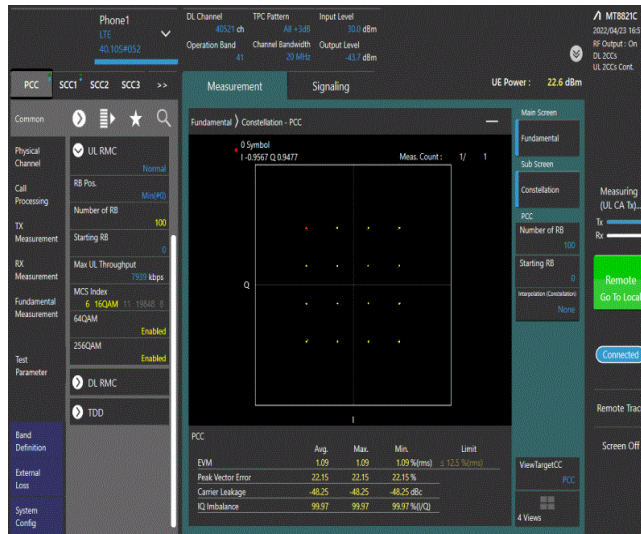 Phone1
LTE
40.10S#052
DL Channel
40521 ch
TPC Pattern
All +3dB
Input Level
30.0 dBm
Operation Band
41
Channel Bandwidth
20 MHz
Output Level
-43.7 dBm
MT8821C
2022/04/23 16:5
RF Output : On
DL 2CCs
UL 2CCs Cont.
PCC SCC1 SCC2 SCC3 >>
Measurement
Signaling
UE Power : 22.6 dBm
Common
Physical
Channel
Call
Processing
TX
Measurement
RX
Measurement
Fundamental
Measurement
Test
Parameter
Band
Definition
External
Loss
System
Config
UL RMC
Normal
RB Pos.
Min(#0)
Number of RB
100
Starting RB
0
Max UL Throughput
7939 kbps
MCS Index
6 16QAM 11 19848 6
64QAM
Enabled
256QAM
Enabled
DL RMC
TDD
Fundamental ⟩ Constellation - PCC
0 Symbol
I -0.9567 Q 0.9477
Meas. Count : 1/ 1
Q
I
PCC
Avg. Max. Min. Limit
EVM 1.09 1.09 1.09 %(rms) ≤ 12.5 %(rms)
Peak Vector Error 22.15 22.15 22.15 %
Carrier Leakage -48.25 -48.25 -48.25 dBc
IQ Imbalance 99.97 99.97 99.97 %(I/Q)
Main Screen
Fundamental
Sub Screen
Constellation
PCC
Number of RB
100
Starting RB
0
Interpolation (Constellation)
None
ViewTargetCC
PCC
4 Views
Measuring
(UL CA Tx)...
Tx
Rx
Remote
Go To Local
Connected
Remote Trac
Screen Off